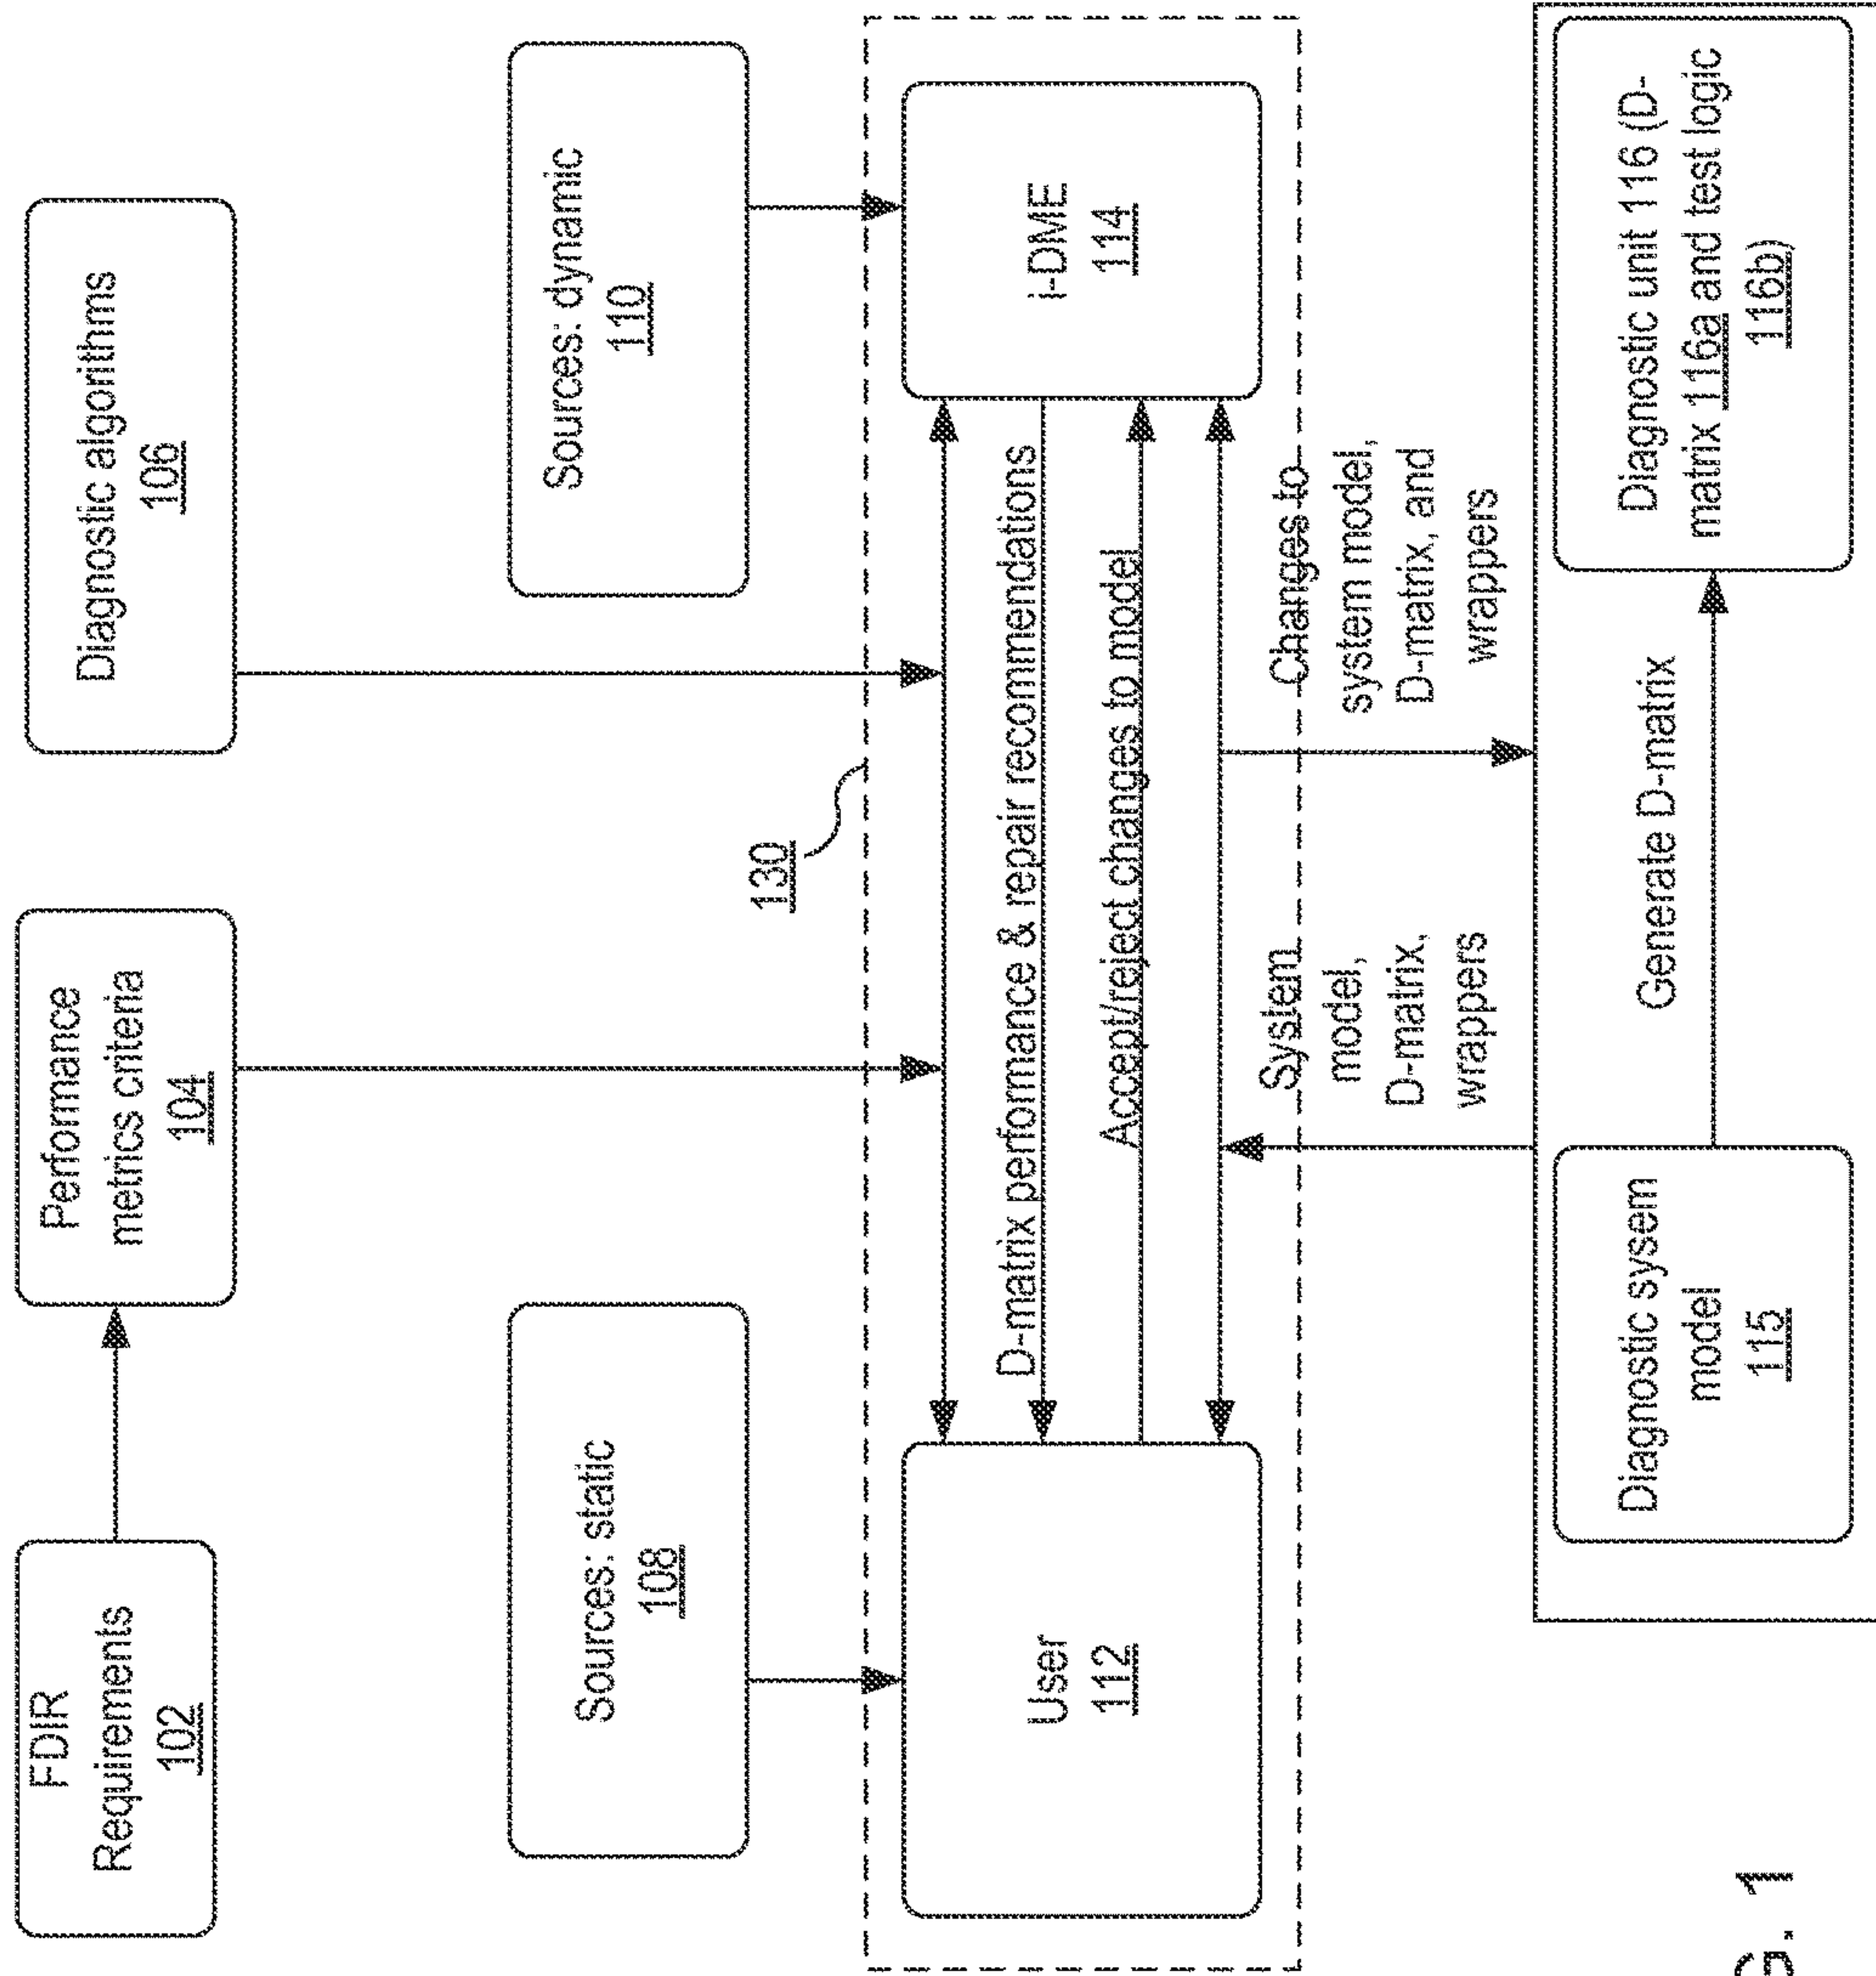 FDIR
Requirements
102
Performance
metrics criteria
104
Diagnostic algorithms
106
Sources: static
108
Sources: dynamic
110
130
User
112
D-matrix performance & repair recommendations
Accept/reject changes to model
i-DME
114
System
model,
D-matrix,
wrappers
Changes to
system model,
D-matrix, and
wrappers
Diagnostic sysem
model
115
Generate D-matrix
Diagnostic unit 116 (D-
matrix 116a and test logic
116b)
G. 1